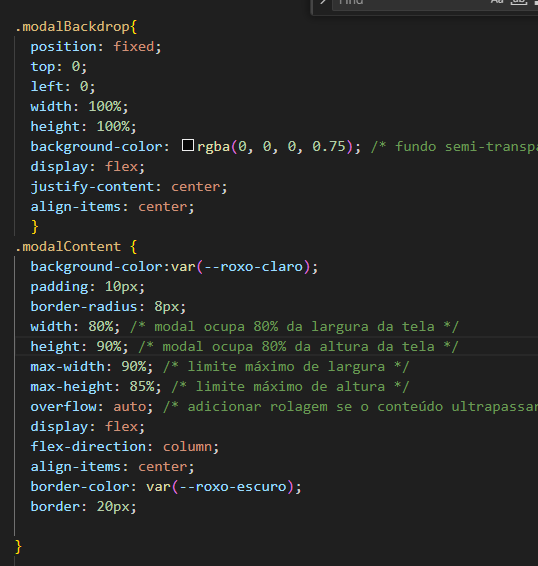 Find
.modalBackdrop{
position: fixed;
top: 0;
left: 0;
width: 100%;
height: 100%;
background-color: rgba(0, 0, 0, 0.75); /* fundo semi-transpa
display: flex;
justify-content: center;
align-items: center;
}
.modalContent {
background-color:var(--roxo-claro);
padding: 10px;
border-radius: 8px;
width: 80%; /* modal ocupa 80% da largura da tela */
height: 90%; /* modal ocupa 80% da altura da tela */
max-width: 90%; /* limite máximo de largura */
max-height: 85%; /* limite máximo de altura */
overflow: auto; /* adicionar rolagem se o conteúdo ultrapassar
display: flex;
flex-direction: column;
align-items: center;
border-color: var(--roxo-escuro);
border: 20px;
}